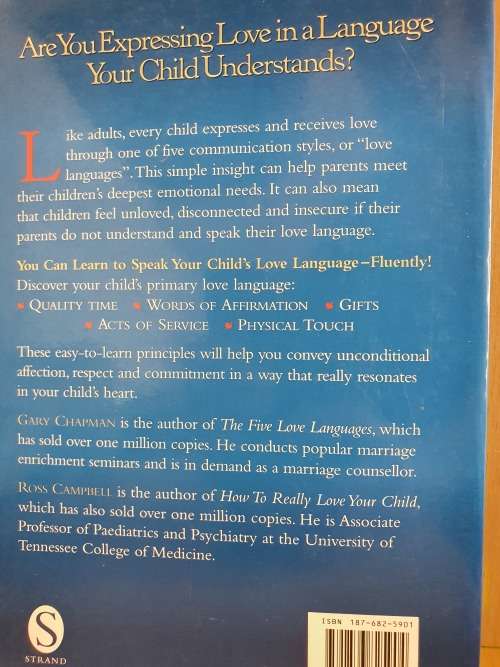 Are You Expressing Love in a Language
Your Child Understands?
Like adults, every child expresses and receives love
through one of five communication styles, or “love
languages”. This simple insight can help parents meet
their children's deepest emotional needs. It can also mean
that children feel unloved, disconnected and insecure if their
parents do not understand and speak their love language.
You Can Learn to Speak Your Child's Love Language–Fluently!
Discover your child's primary love language:
▪ QUALITY TIME ▪ WORDS OF AFFIRMATION ▪ GIFTS
▪ ACTS OF SERVICE ▪ PHYSICAL TOUCH
These easy-to-learn principles will help you convey unconditional
affection, respect and commitment in a way that really resonates
in your child's heart.
GARY CHAPMAN is the author of The Five Love Languages, which
has sold over one million copies. He conducts popular marriage
enrichment seminars and is in demand as a marriage counsellor.
ROSS CAMPBELL is the author of How To Really Love Your Child,
which has also sold over one million copies. He is Associate
Professor of Paediatrics and Psychiatry at the University of
Tennessee College of Medicine.
S
STRAND
ISBN 187-682-5901